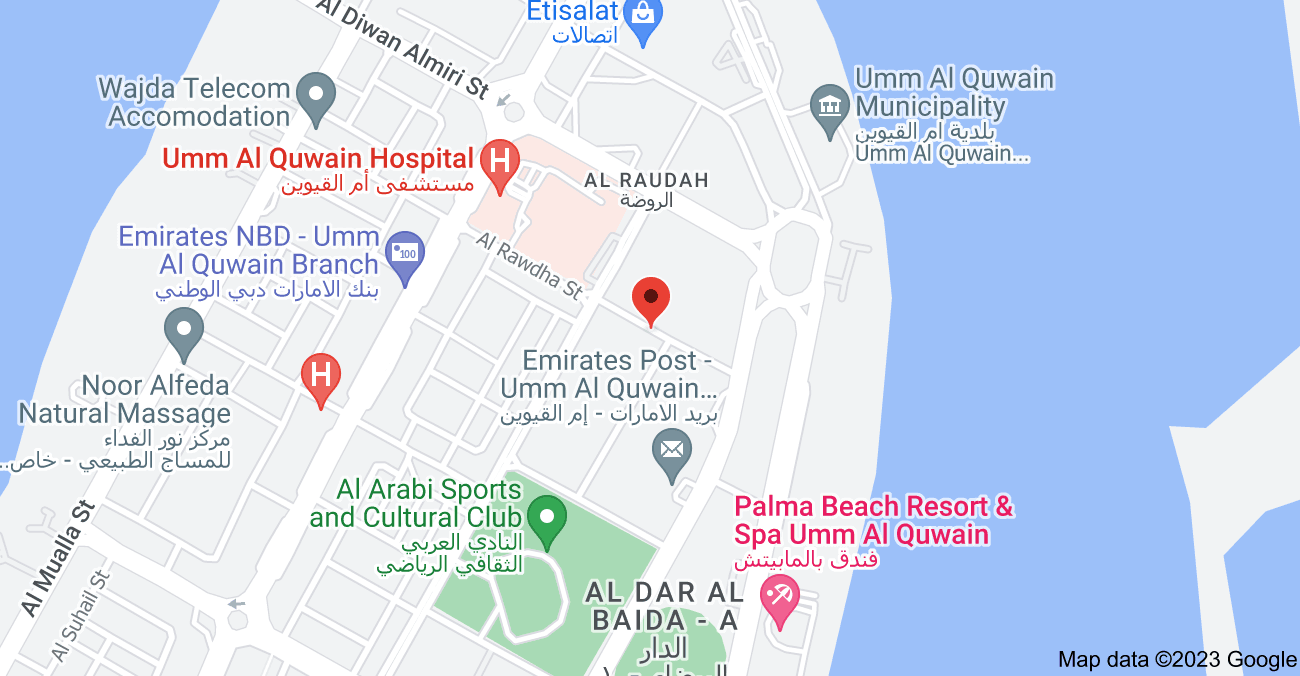 Etisalat
اتصالات
Al Diwan Almiri St
Wajda Telecom
Accomodation
Umm Al Quwain
Municipality
بلدية ام القيوين
Umm Al Quwain...
Umm Al Quwain Hospital
مستشفى أم القيوين
H
AL RAUDAH
الروضة
Emirates NBD - Umm
Al Quwain Branch
بنك الامارات دبي الوطني
100
Al Rawdha St
Noor Alfeda
Natural Massage
مركز نور الفداء
للمساج الطبيعي - خاص..
H
Emirates Post -
Umm Al Quwain...
بريد الامارات - إم القيوين
Al Arabi Sports
and Cultural Club
النادي العربي
الثقافي الرياضي
Palma Beach Resort &
Spa Umm Al Quwain
فندق بالمابيتش
Al Mualla St
Al Suhail St
AL DAR AL
BAIDA - A
الدار
Map data ©2023 Google